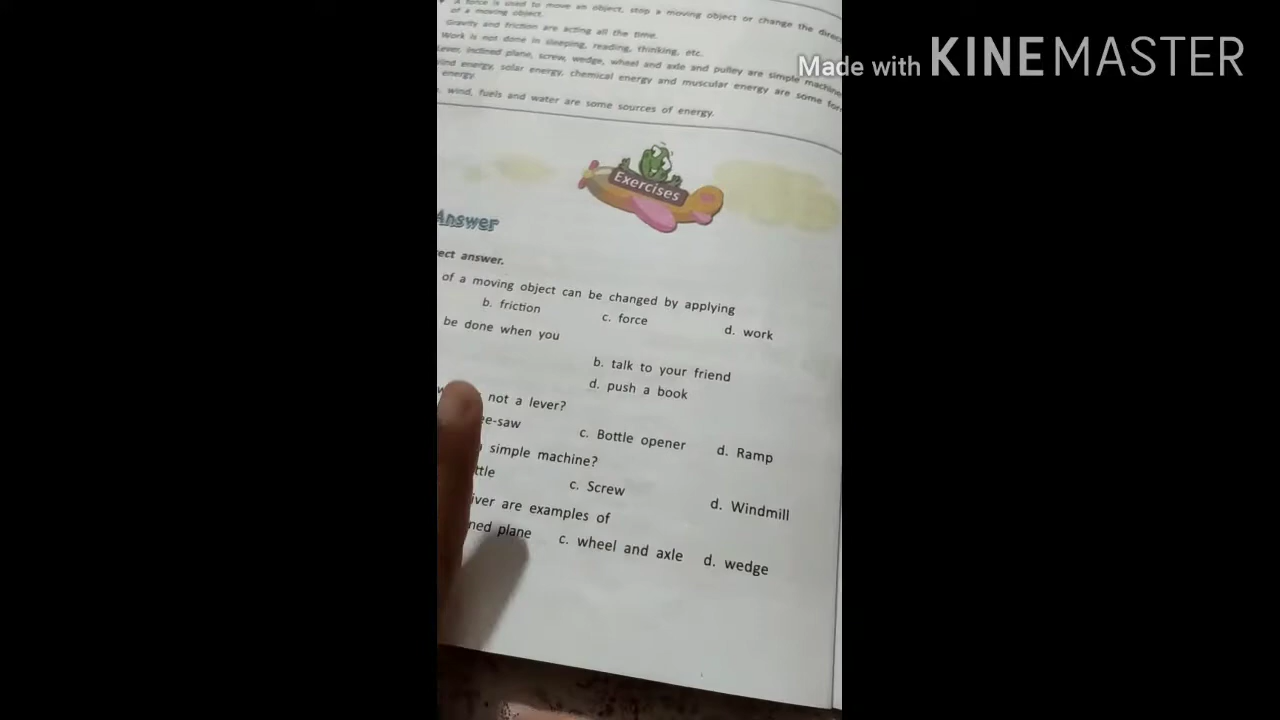 A force is used to move an object, stop a moving object or change the direc
of a moving object.
Gravity and friction are acting all the time.
Work is not done in sleeping, reading, thinking, etc.
Lever, inclined plane, screw, wedge, wheel and axle and pulley are simple machine
Wind energy, solar energy, chemical energy and muscular energy are some for
energy
, wind, fuels and water are some sources of energy.
Made with KINEMASTER
Exercises
Answer
ect answer.
of a moving object can be changed by applying
b. friction c. force d. work
be done when you
b. talk to your friend
d. push a book
not a lever?
ee-saw c. Bottle opener d. Ramp
simple machine?
ttle c. Screw d. Windmill
iver are examples of
ned plane c. wheel and axle d. wedge